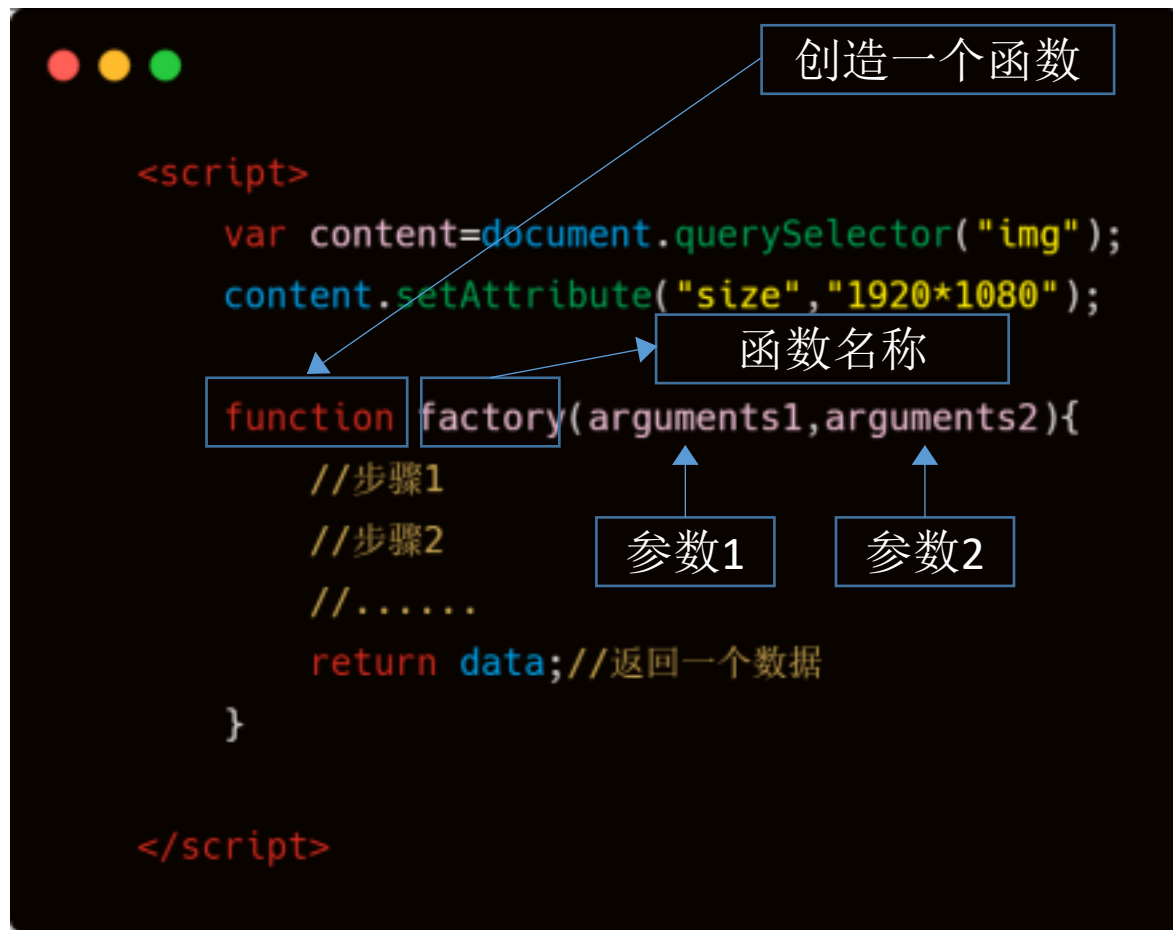 创造一个函数
<script>
var content=document.querySelector("img");
content.setAttribute("size","1920*1080");
函数名称
function factory(arguments1,arguments2){
//步骤1
//步骤2
参数1
参数2
//......
return data;//返回一个数据
}
</script>